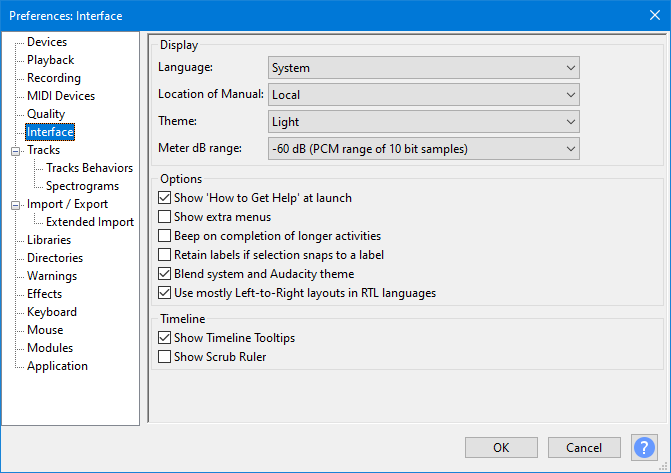 Preferences: Interface
Devices
Playback
Recording
MIDI Devices
Quality
Interface
Tracks
Tracks Behaviors
Spectrograms
Import / Export
Extended Import
Libraries
Directories
Warnings
Effects
Keyboard
Mouse
Modules
Application
Display
Language: System
Location of Manual: Local
Theme: Light
Meter dB range: -60 dB (PCM range of 10 bit samples)
Options
Show 'How to Get Help' at launch
Show extra menus
Beep on completion of longer activities
Retain labels if selection snaps to a label
Blend system and Audacity theme
Use mostly Left-to-Right layouts in RTL languages
Timeline
Show Timeline Tooltips
Show Scrub Ruler
OK Cancel ?